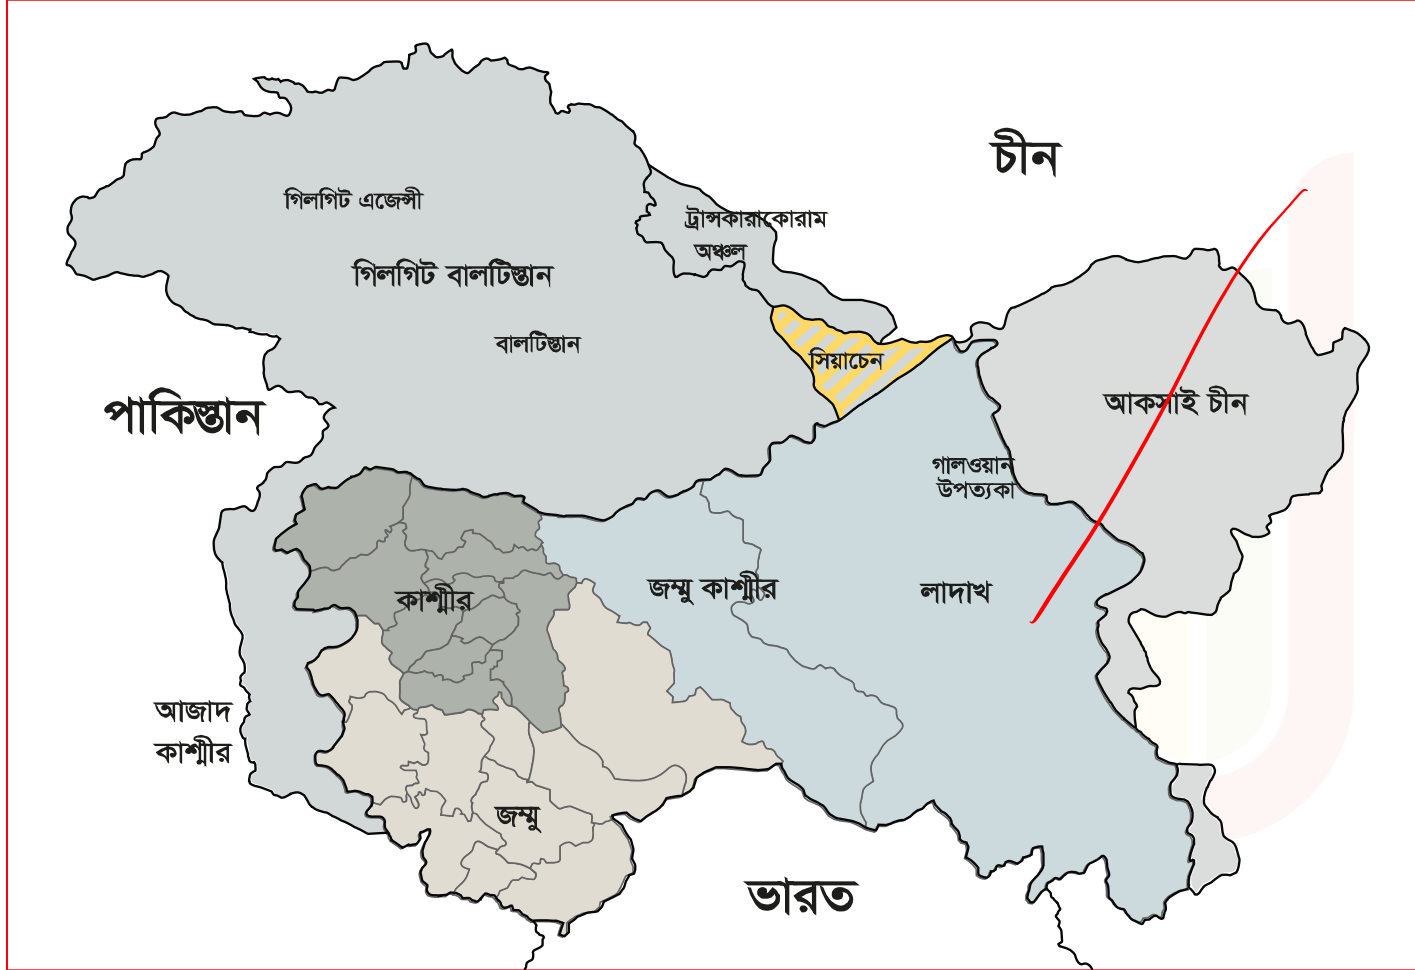 চীন
গিলগিট এজেন্সী
ট্রান্সকারাকোরাম
অঞ্চল
গিলগিট বালটিস্তান
বালটিস্তান
সিয়াচেন
পাকিস্তান
আকসাই চীন
গালওয়ান
উপত্যকা
কাশ্মীর
জম্মু কাশ্মীর
লাদাখ
আজাদ
কাশ্মীর
জম্মু
ভারত